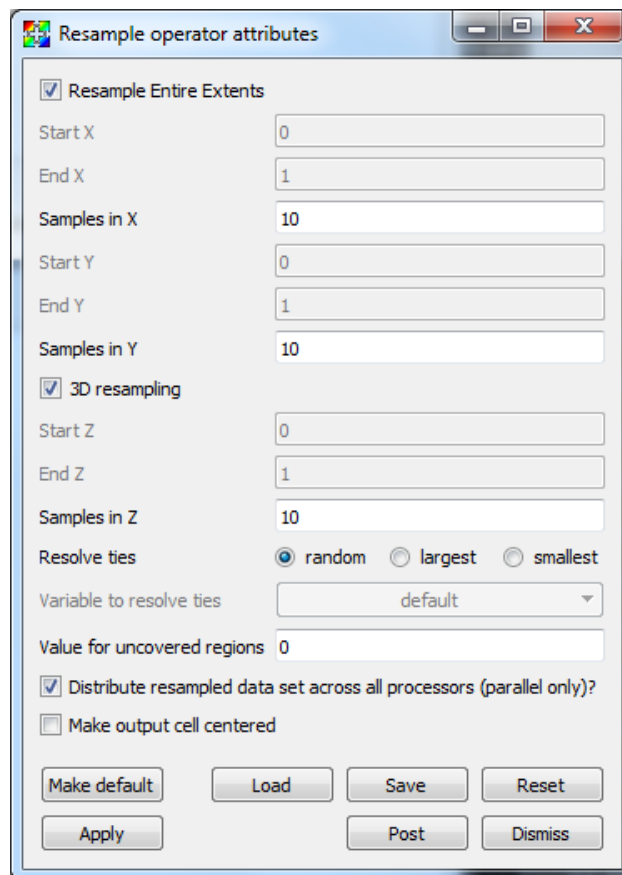 Resample operator attributes
Resample Entire Extents
Start X 0
End X 1
Samples in X 10
Start Y 0
End Y 1
Samples in Y 10
3D resampling
Start Z 0
End Z 1
Samples in Z 10
Resolve ties random largest smallest
Variable to resolve ties default
Value for uncovered regions 0
Distribute resampled data set across all processors (parallel only)?
Make output cell centered
Make default Load Save Reset
Apply Post Dismiss